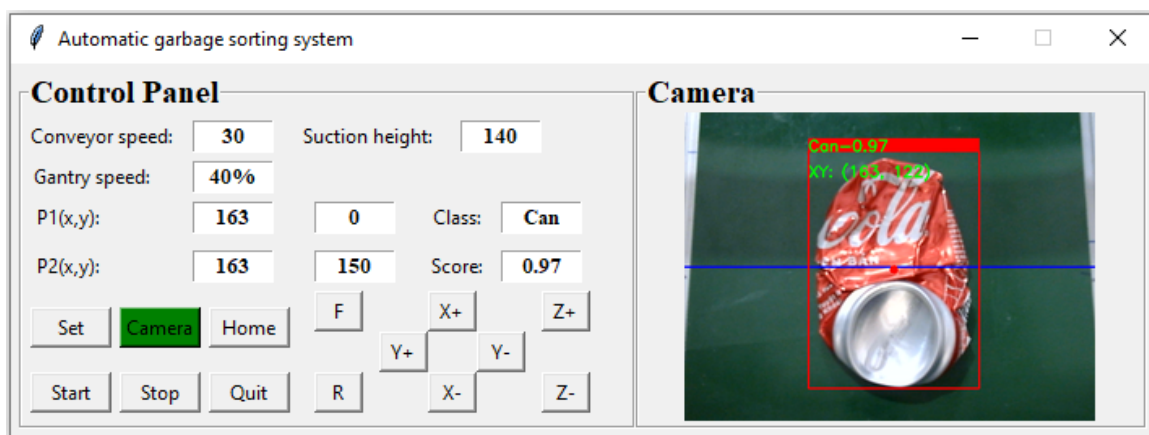 Automatic garbage sorting system
Control Panel
Conveyor speed: 30 Suction height: 140
Gantry speed: 40%
P1(x,y): 163 0 Class: Can
P2(x,y): 163 150 Score: 0.97
F X+ Z+
Set Camera Home
Y+ Y-
Start Stop Quit R X- Z-
Camera
Can-0.97
XY: (163, 122)
Cola